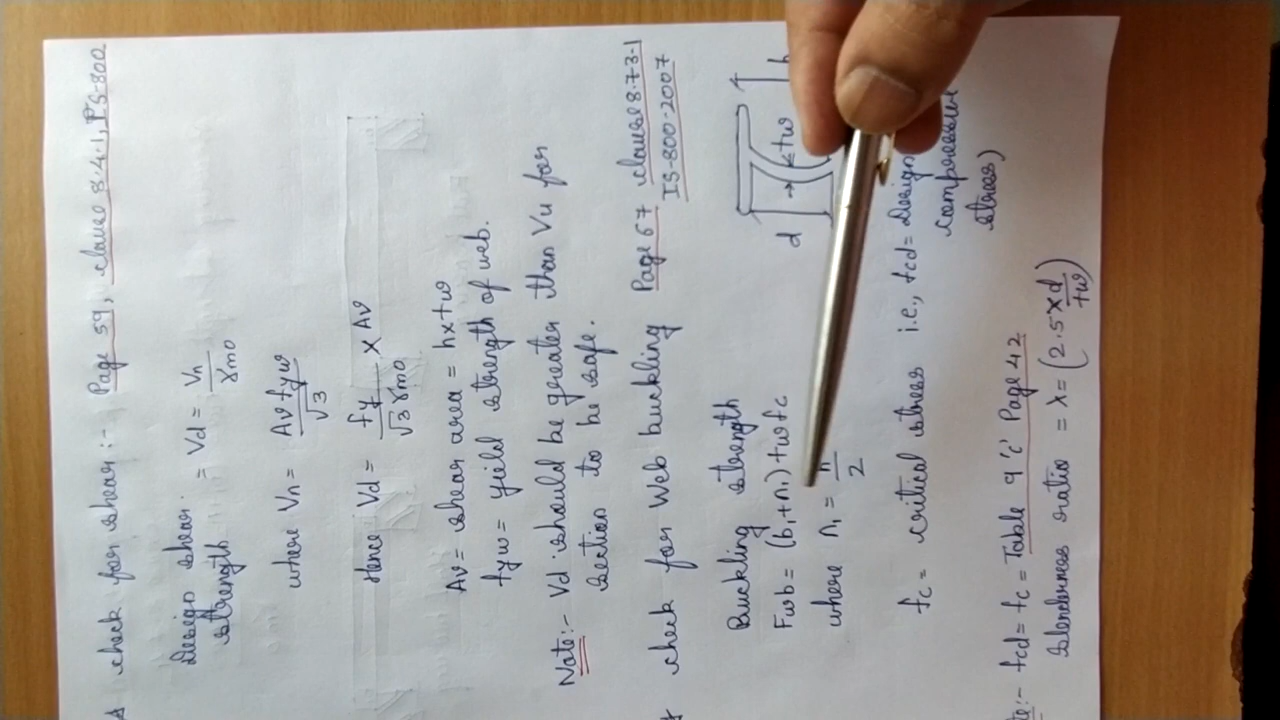 check for shear :- Page 59, clause 8.4.1, IS-800
Design shear
strength = Vd = Vn / γmo
where Vn = Av fyw / √3
Hence Vd = fy / √3 γmo × Av
Av = shear area = h x tw
fyw = yield strength of web.
Note:- Vd should be greater than Vu for
section to be safe.
check for Web buckling Page 67 clause 8.7.3.1
IS-800-2007
Buckling strength
Fwb = (b1+n1) tw fc
where n1 = h / 2
d
tw
h
fc = critical stress i.e., fcd = Design
compressive
stress)
fcd = fc = Table 9 'c' Page 42
Slenderness ratio = λ = (2.5 × d / tw)